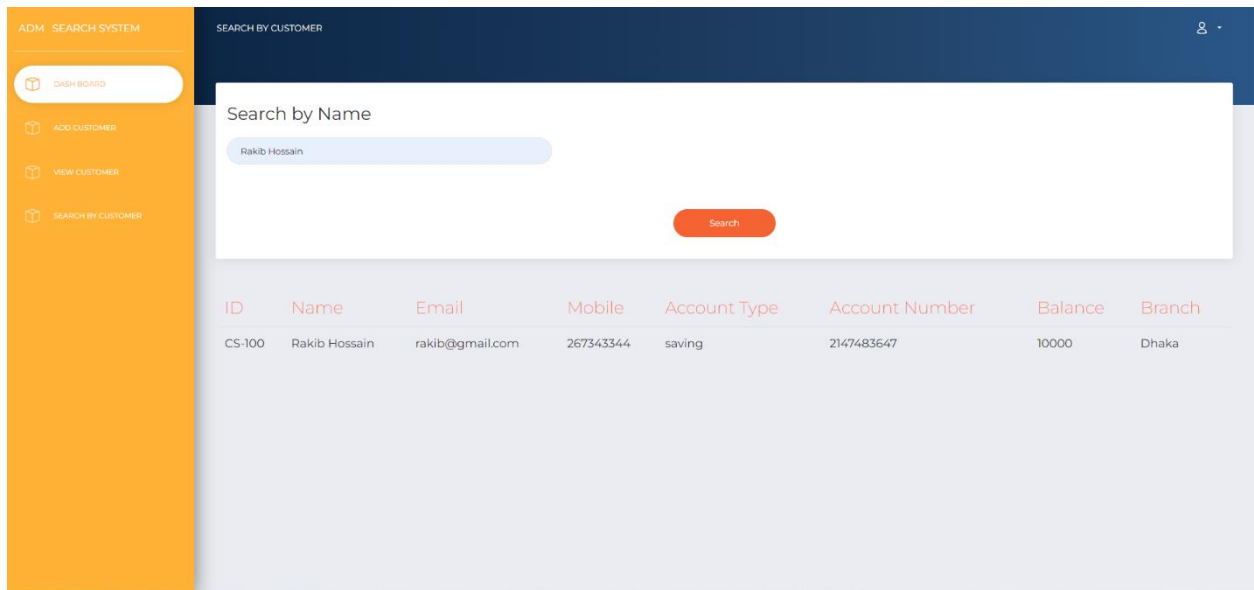 ADM SEARCH SYSTEM
DASH BOARD
ADD CUSTOMER
VIEW CUSTOMER
SEARCH BY CUSTOMER
SEARCH BY CUSTOMER
Search by Name
Rakib Hossain
Search
ID Name Email Mobile Account Type Account Number Balance Branch
CS-100 Rakib Hossain rakib@gmail.com 267343344 saving 2147483647 10000 Dhaka